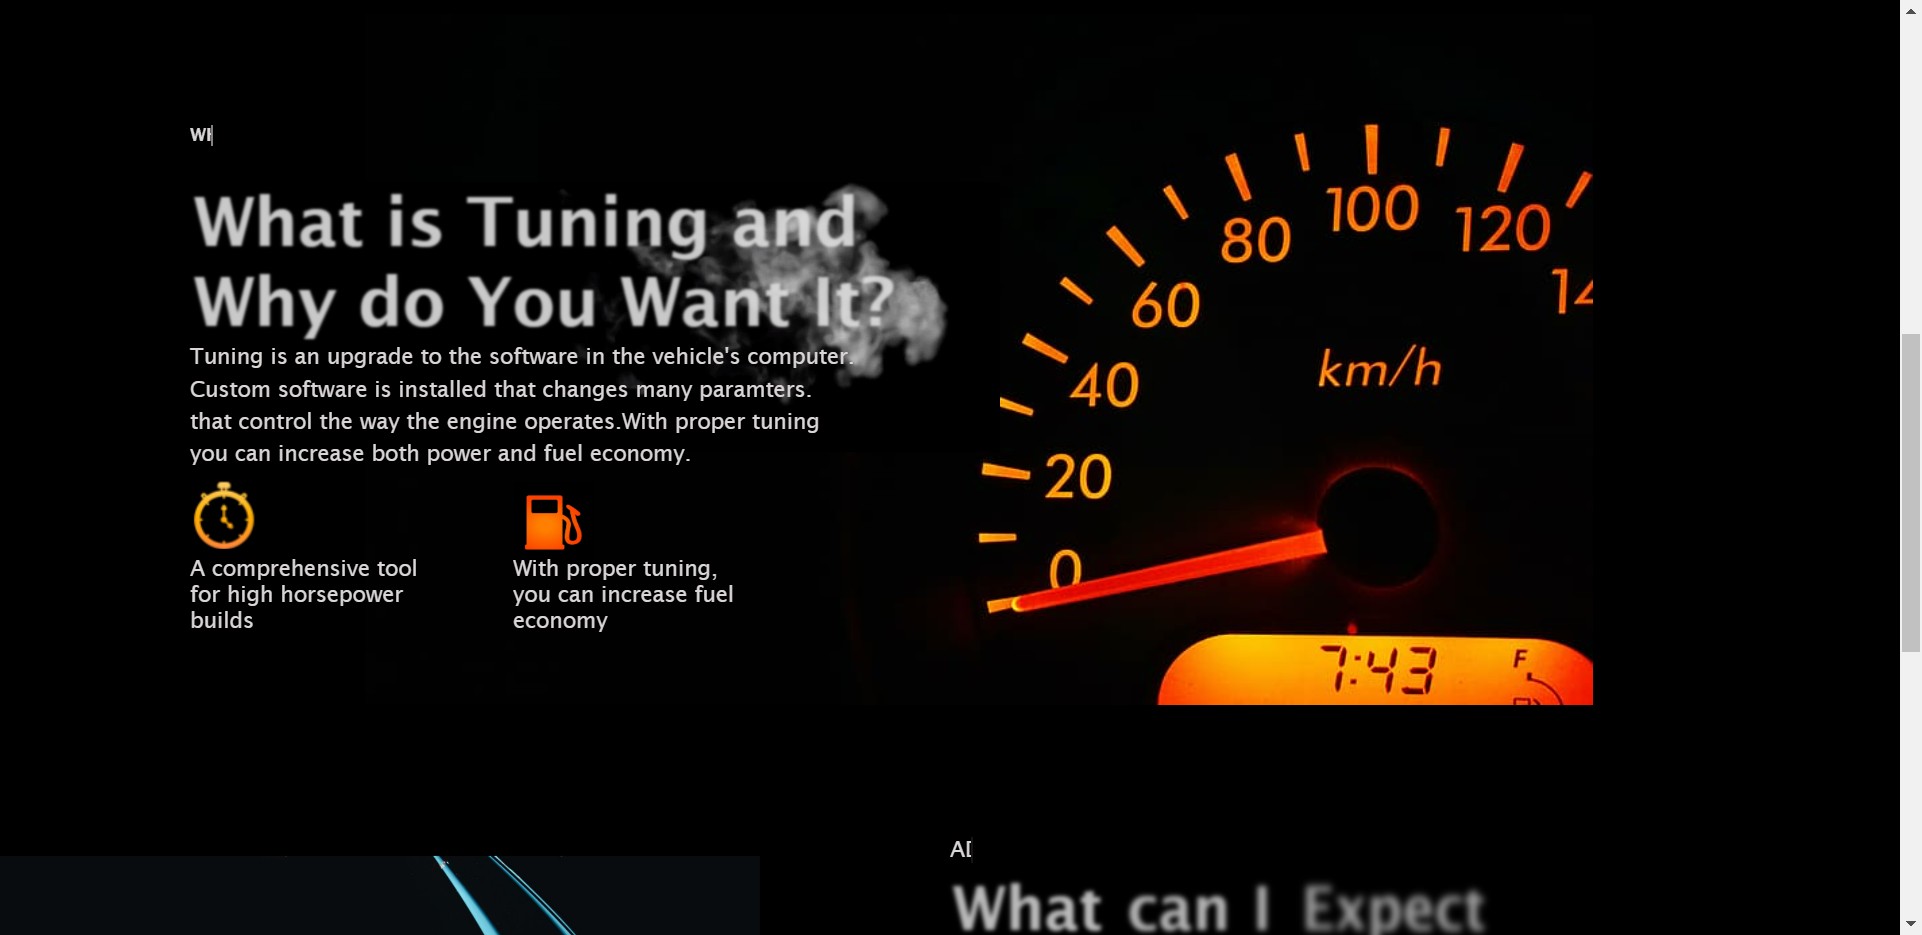 What is Tuning and
Why do You Want It?
Tuning is an upgrade to the software in the vehicle's computer.
Custom software is installed that changes many paramters.
that control the way the engine operates.With proper tuning
you can increase both power and fuel economy.
A comprehensive tool
for high horsepower
builds
With proper tuning,
you can increase fuel
economy
0
20
40
60
80
100
120
km/h
7:43
F
What can I Expect